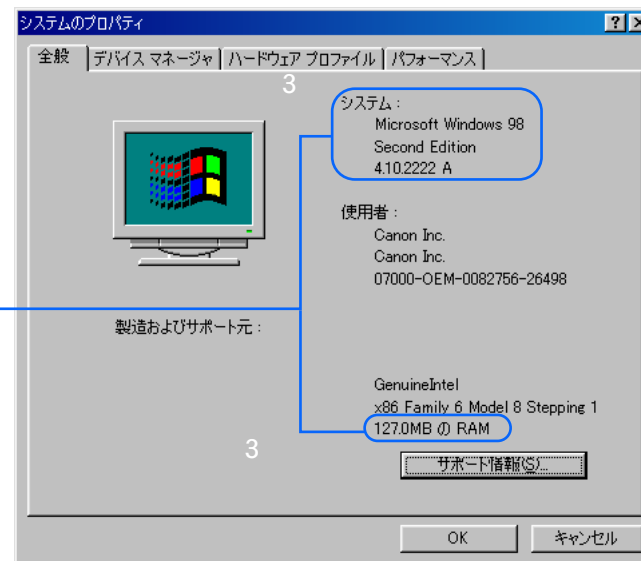 システムのプロパティ
全般 デバイス マネージャ ハードウェア プロファイル パフォーマンス
3
システム :
Microsoft Windows 98
Second Edition
4.10.2222 A
使用者 :
Canon Inc.
Canon Inc.
07000-OEM-0082756-26498
製造およびサポート元 :
GenuineIntel
x86 Family 6 Model 8 Stepping 1
127.0MB の RAM
3
サポート情報(S)...
OK キャンセル